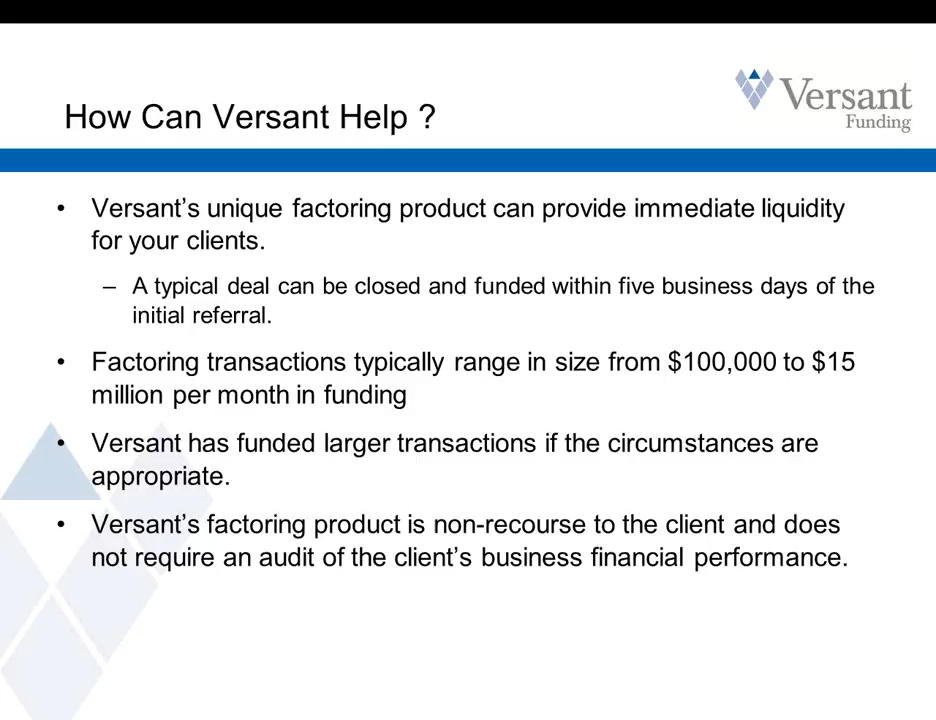 Versant
Funding
How Can Versant Help ?
• Versant’s unique factoring product can provide immediate liquidity
for your clients.
– A typical deal can be closed and funded within five business days of the
initial referral.
• Factoring transactions typically range in size from $100,000 to $15
million per month in funding
• Versant has funded larger transactions if the circumstances are
appropriate.
• Versant’s factoring product is non-recourse to the client and does
not require an audit of the client’s business financial performance.